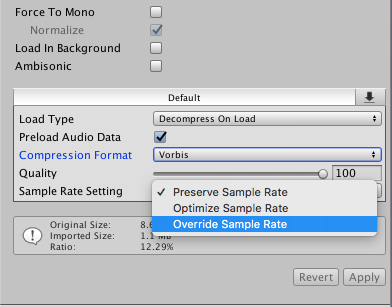 Force To Mono
Normalize
Load In Background
Ambisonic
Default
Load Type Decompress On Load
Preload Audio Data
Compression Format Vorbis
Quality 100
Sample Rate Setting
Preserve Sample Rate
Optimize Sample Rate
Override Sample Rate
Original Size: 8.
Imported Size: 1.1 MB
Ratio: 12.29%
Revert Apply